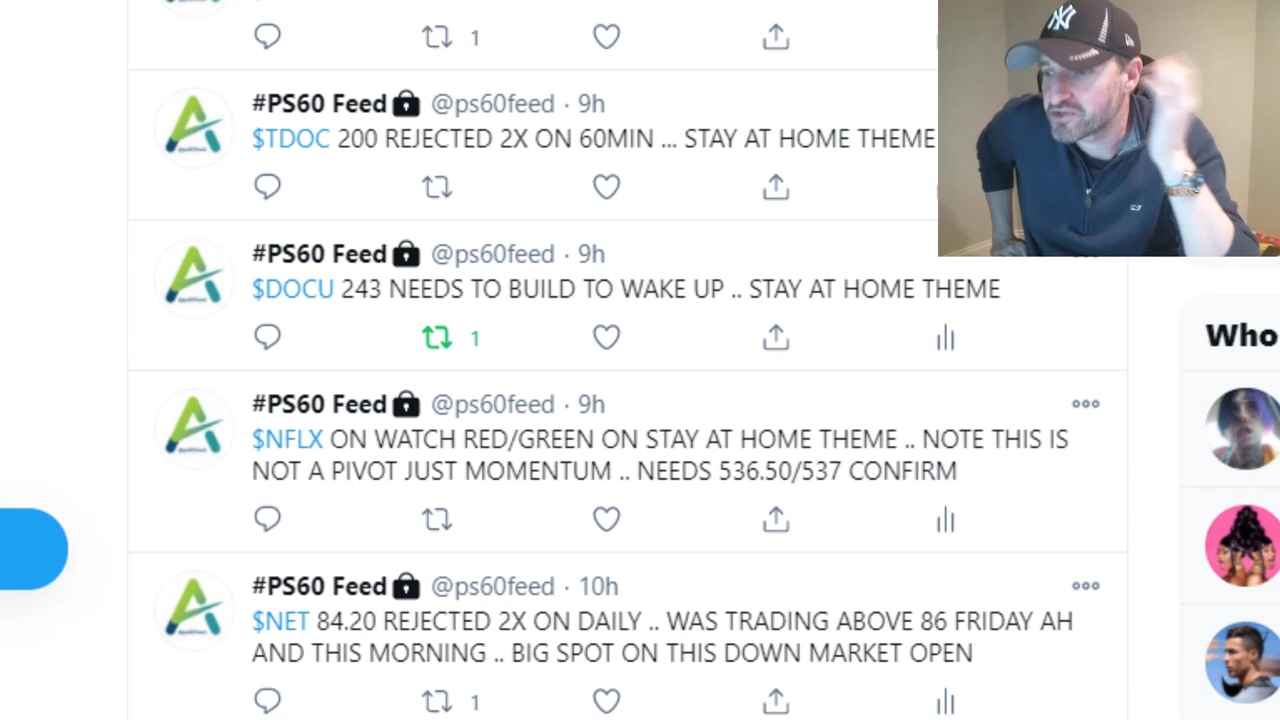 1
#PS60 Feed @ps60feed · 9h
$TDOC 200 REJECTED 2X ON 60MIN ... STAY AT HOME THEME
#PS60 Feed @ps60feed · 9h
$DOCU 243 NEEDS TO BUILD TO WAKE UP .. STAY AT HOME THEME
1
Who
#PS60 Feed @ps60feed · 9h
$NFLX ON WATCH RED/GREEN ON STAY AT HOME THEME .. NOTE THIS IS
NOT A PIVOT JUST MOMENTUM .. NEEDS 536.50/537 CONFIRM
#PS60 Feed @ps60feed · 10h
$NET 84.20 REJECTED 2X ON DAILY .. WAS TRADING ABOVE 86 FRIDAY AH
AND THIS MORNING .. BIG SPOT ON THIS DOWN MARKET OPEN
1